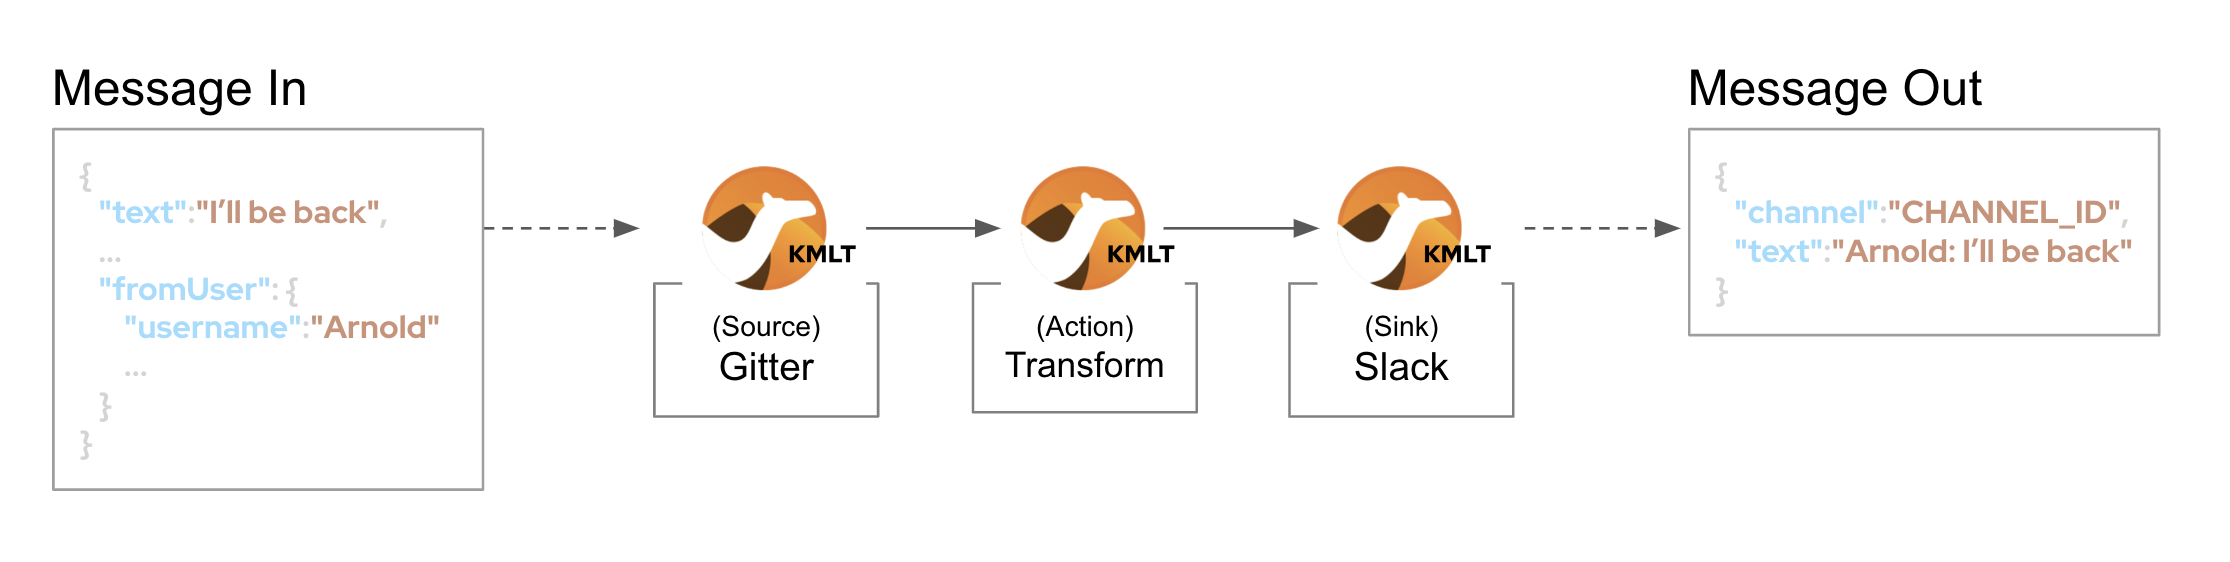 Message In
{
"text":"I’ll be back",
...
"fromUser": {
"username":"Arnold"
...
}
}
KMLT
(Source)
Gitter
KMLT
(Action)
Transform
KMLT
(Sink)
Slack
Message Out
{
"channel":"CHANNEL_ID",
"text":"Arnold: I’ll be back"
}